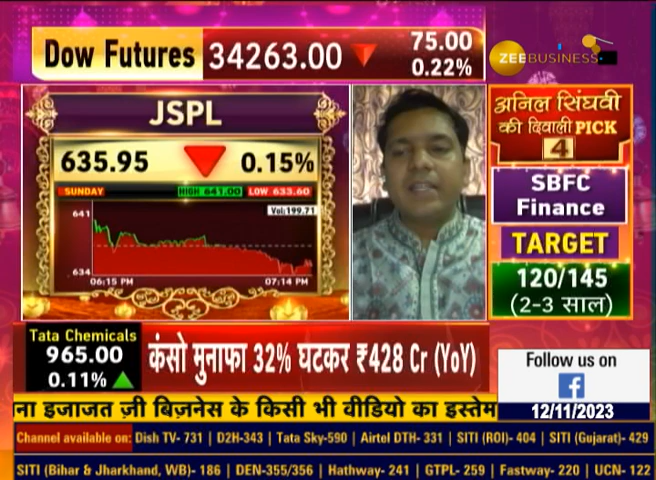 Dow Futures 34263.00 75.00
0.22%
ZEE BUSINESS
JSPL
635.95 0.15%
SUNDAY HIGH 641.00 LOW 633.60
641 Vol:199.71
634
06:15 PM 07:14 PM
अनिल सिंघवी
की दिवाली PICK
4
SBFC
Finance
TARGET
120/145
(2-3 साल)
Tata Chemicals
965.00
0.11%
कंसो मुनाफा 32% घटकर ₹428 Cr (YoY)
Follow us on
f
12/11/2023
ना इजाजत ज़ी बिज़नेस के किसी भी वीडियो का इस्तेम
Channel available on: Dish TV- 731 | D2H-343 | Tata Sky-590 | Airtel DTH- 331 | SITI (ROI)- 404 | SITI (Gujarat)- 429
SITI (Bihar & Jharkhand, WB)- 186 | DEN-355/356 | Hathway- 241 | GTPL- 259 | Fastway- 220 | UCN- 122